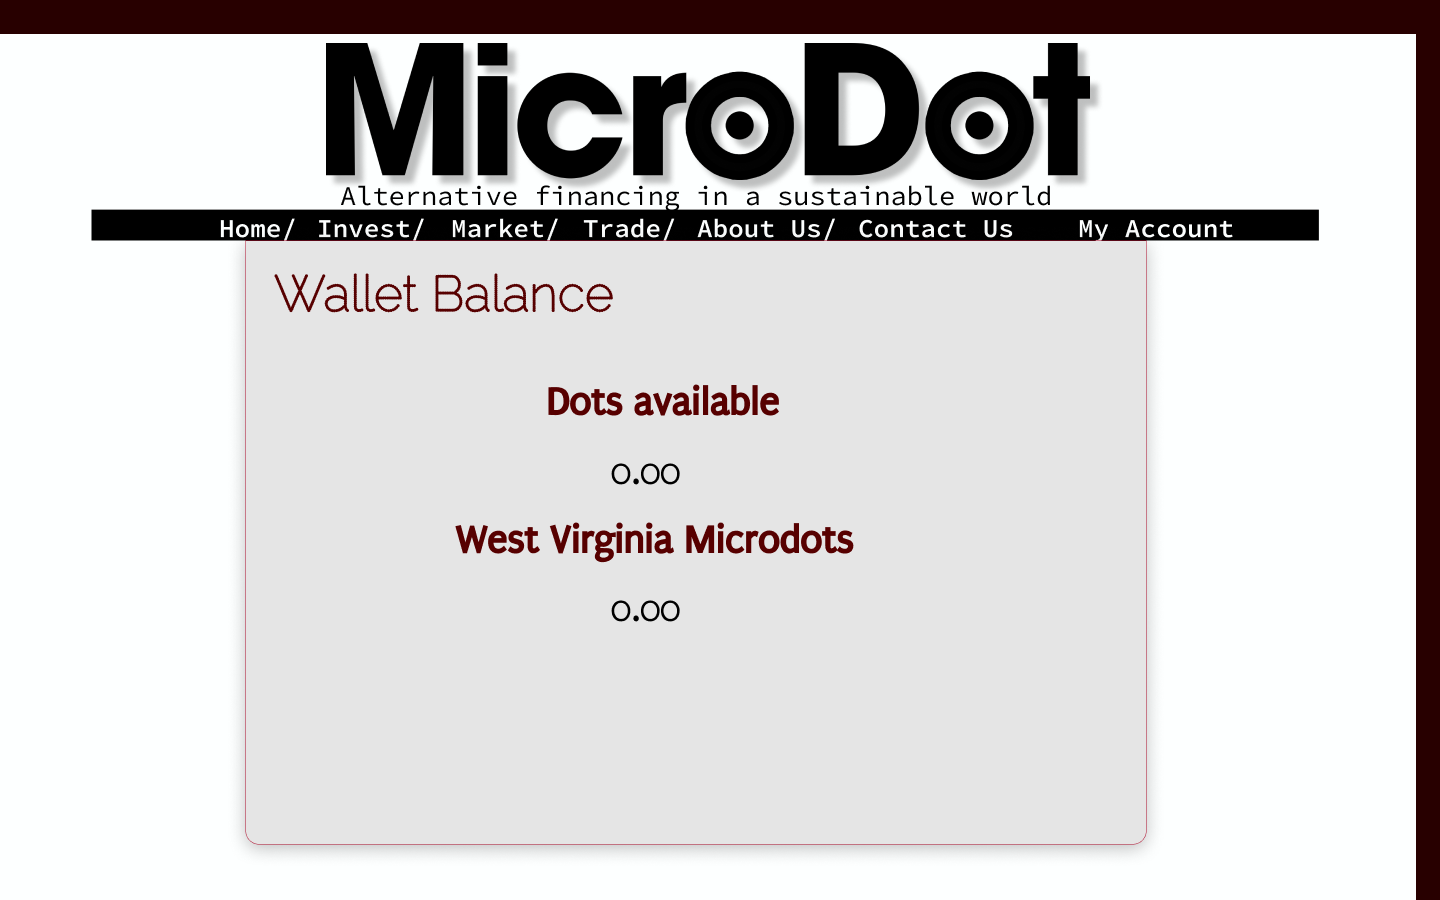 MicroDot
Alternative financing in a sustainable world
Home/ Invest/ Market/ Trade/ About Us/ Contact Us My Account
Wallet Balance
Dots available
0.00
West Virginia Microdots
0.00